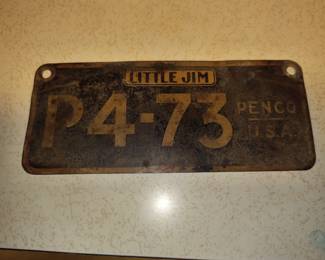 LITTLE JIM
P4-73
PENCO
U.S.A.